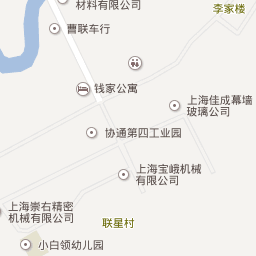 材料有限公司
李家楼
曹联车行
钱家公寓
上海佳成幕墙
玻璃公司
协通第四工业园
上海宝峨机械
有限公司
上海崇右精密
机械有限公司
联星村
小白领幼儿园